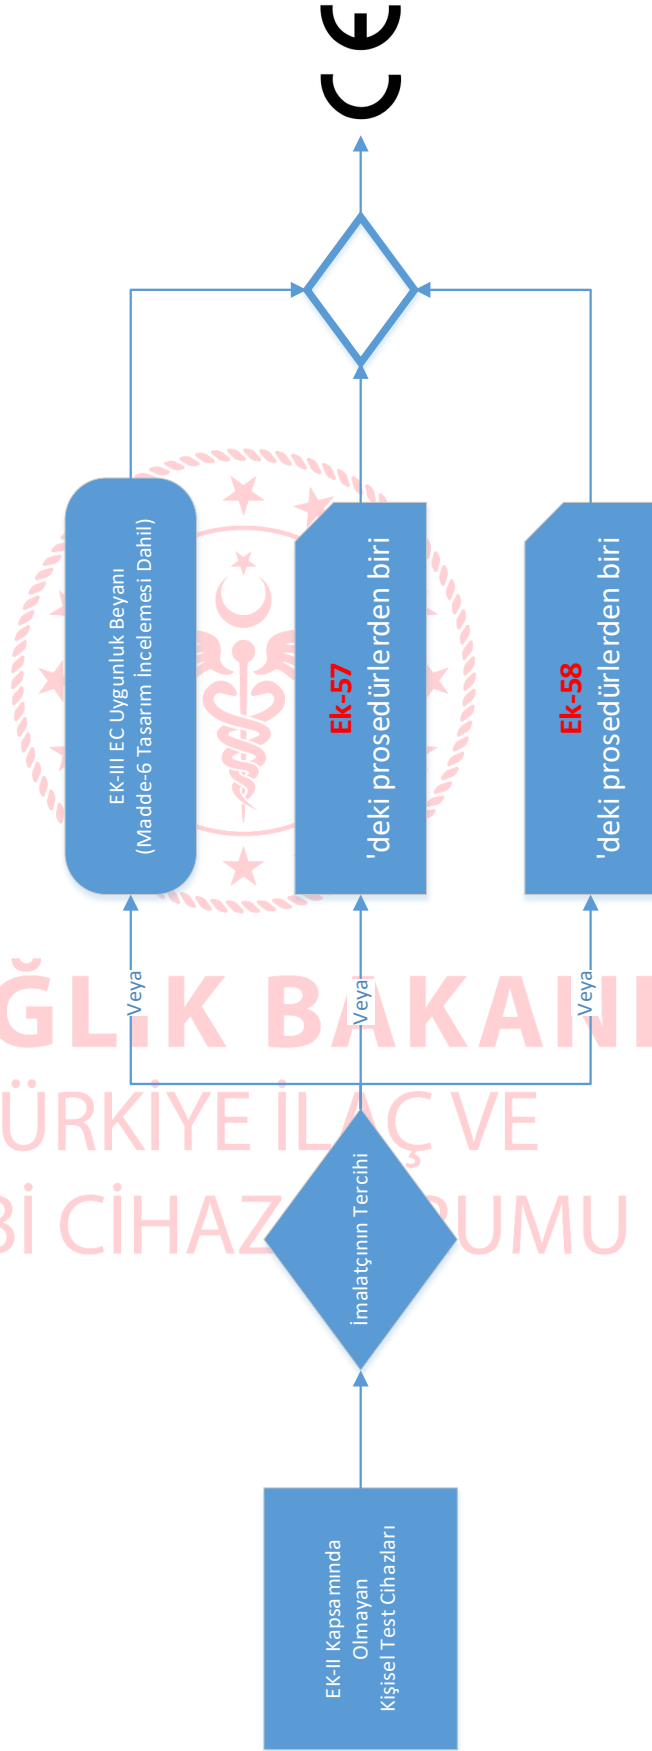 EK-II Kapsamında
Olmayan
Kişisel Test Cihazları
İmalatçının Tercihi
Veya
Veya
Veya
EK-III EC Uygunluk Beyanı
(Madde-6 Tasarım İncelemesi Dahil)
Ek-57
'deki prosedürlerden biri
Ek-58
'deki prosedürlerden biri
CE
ĞLIK BAKANI
ÜRKİYE İLAÇ VE
Bİ CİHAZ UMU